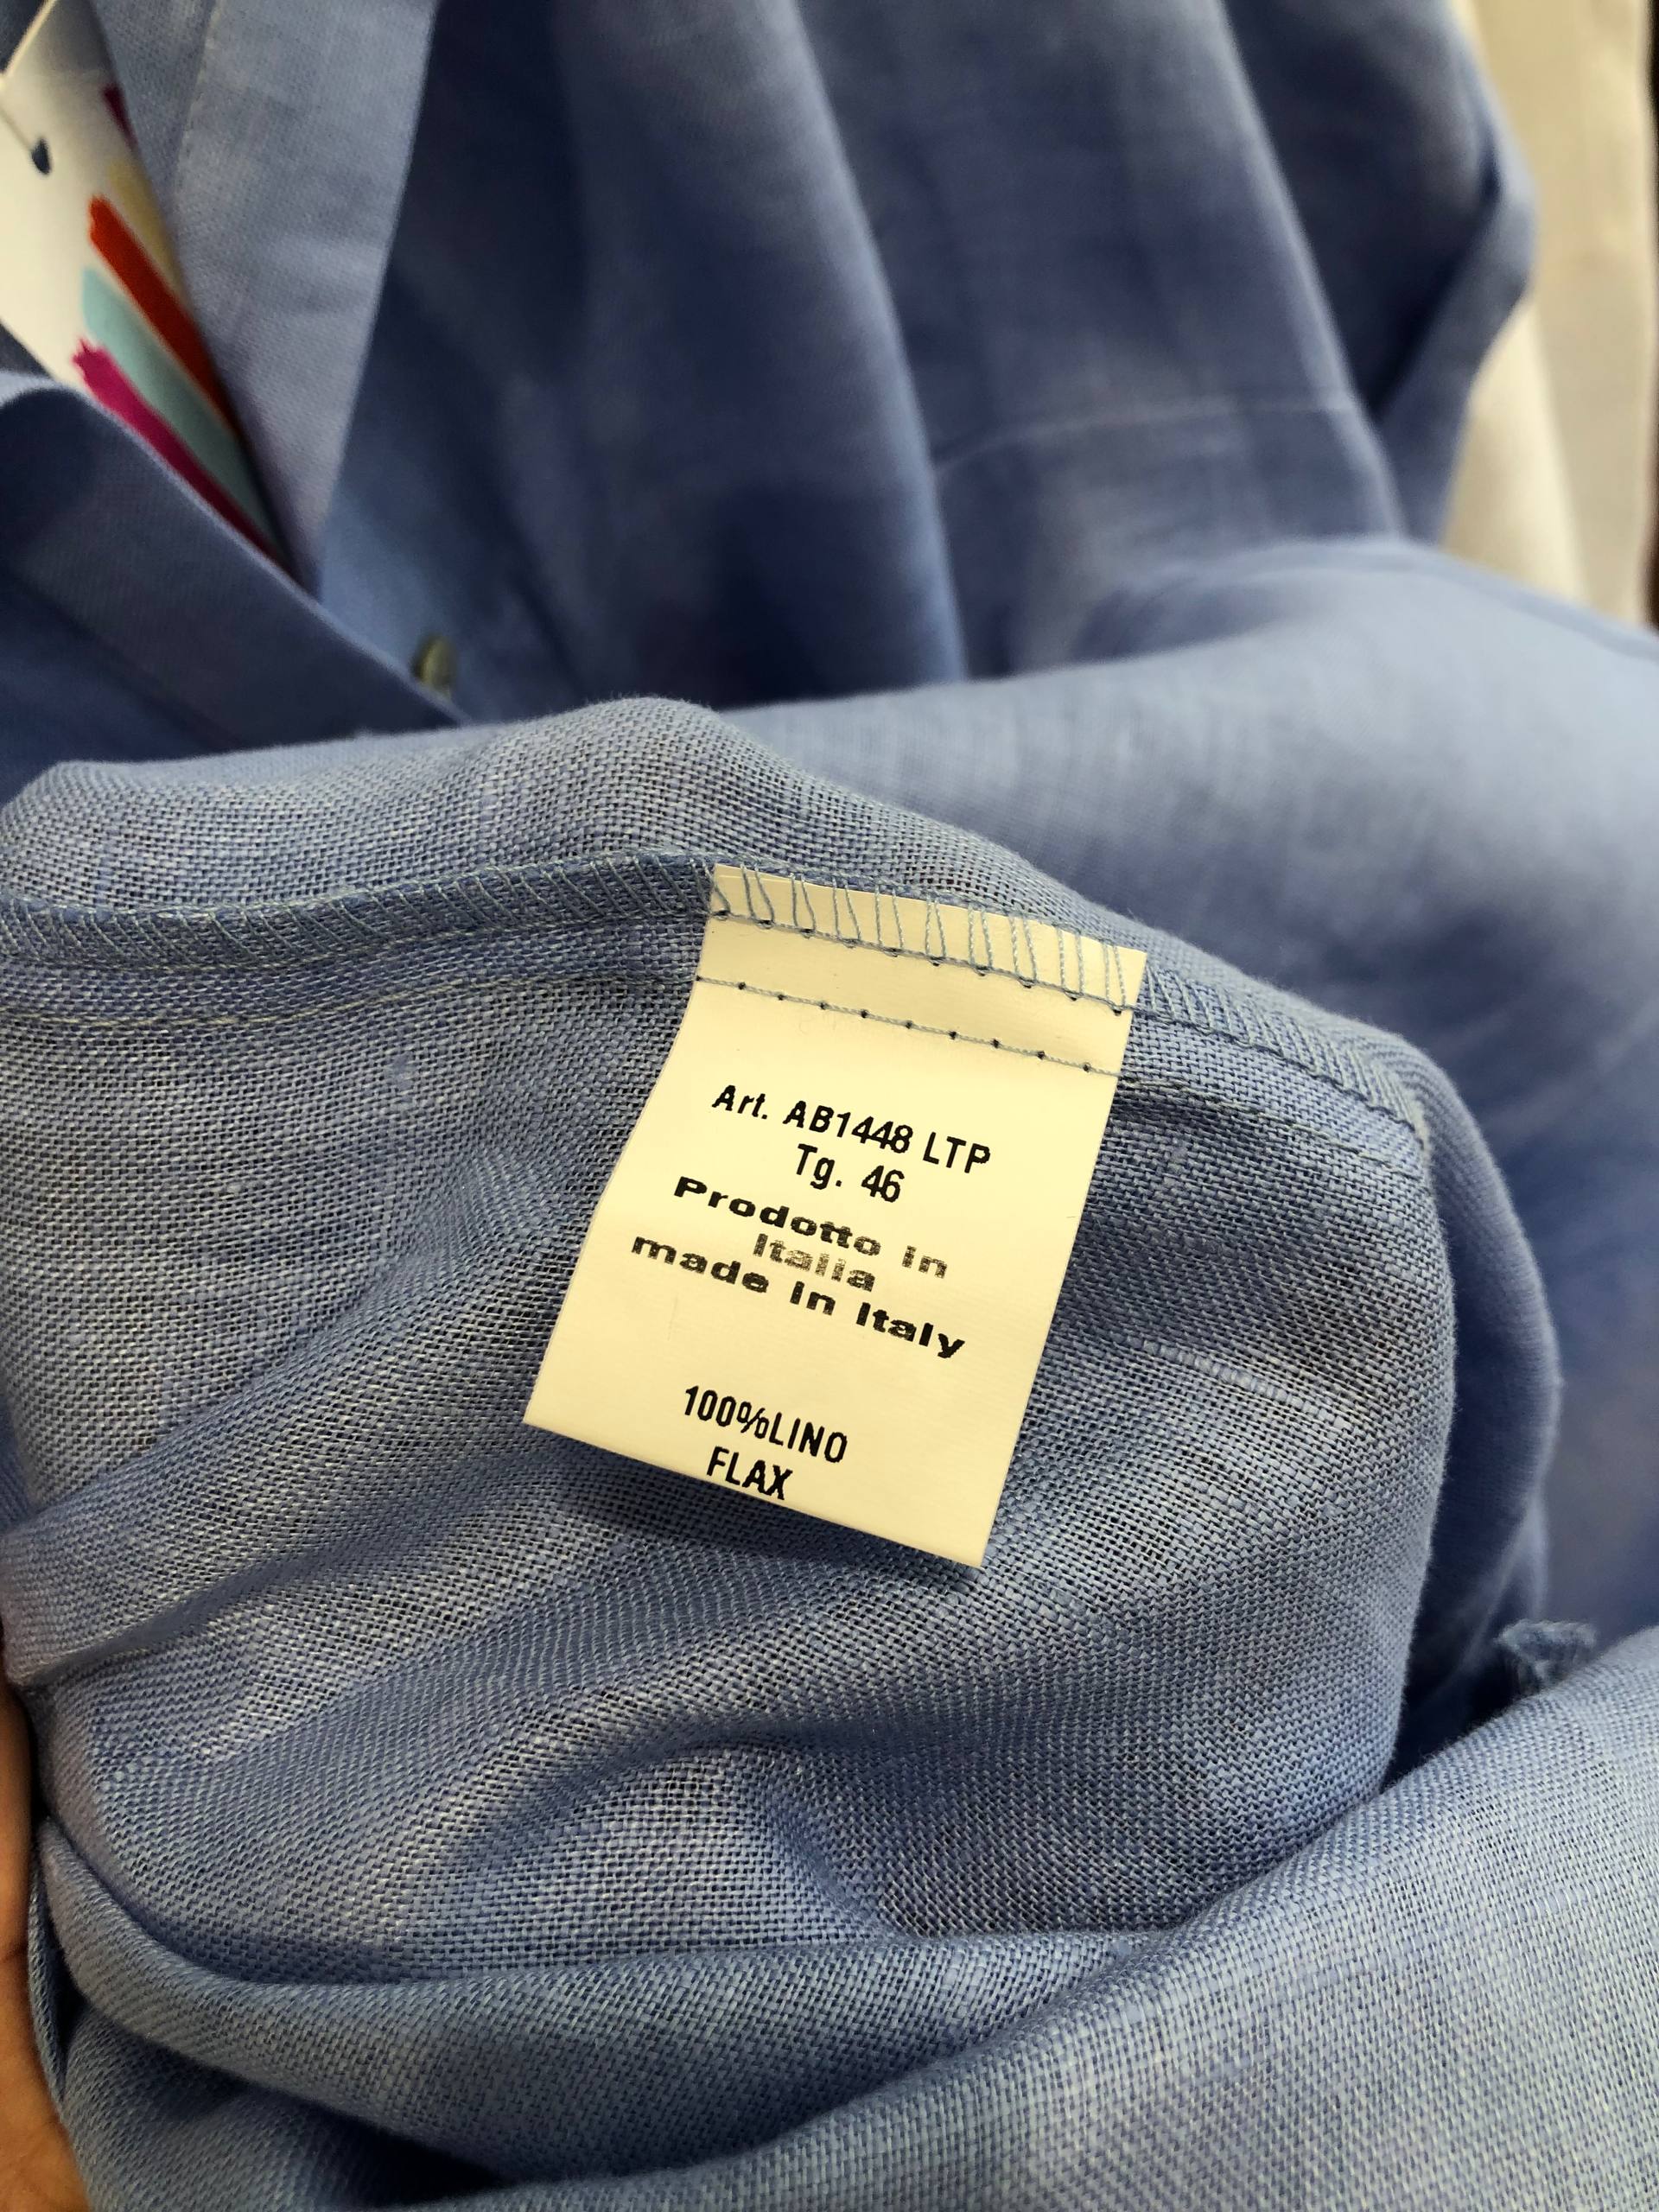 Art. AB1448 LTP
Tg. 46
Prodotto in
Italia
made in Italy
100%LINO
FLAX